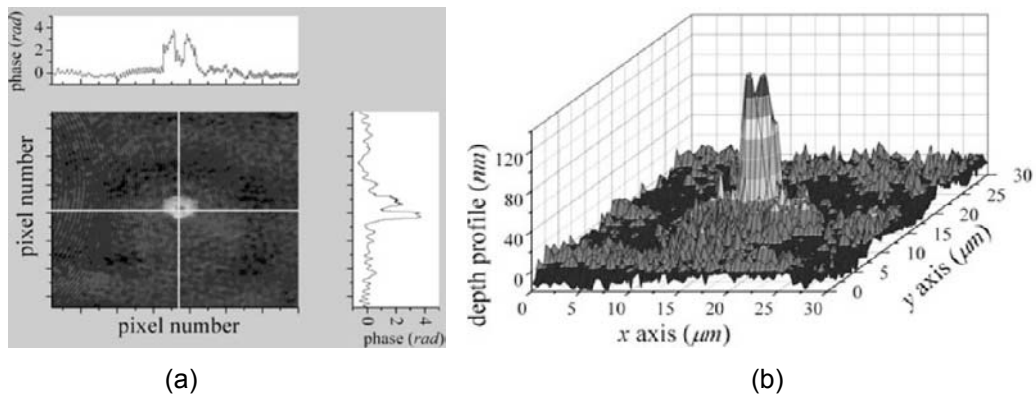 4
2
0
phase (rad)
pixel number
pixel number
0
2
4
phase (rad)
120
80
40
0
depth profile (nm)
0
5
10
15
20
25
30
x axis (μm)
0
5
10
15
20
25
30
y axis (μm)
(a)
(b)